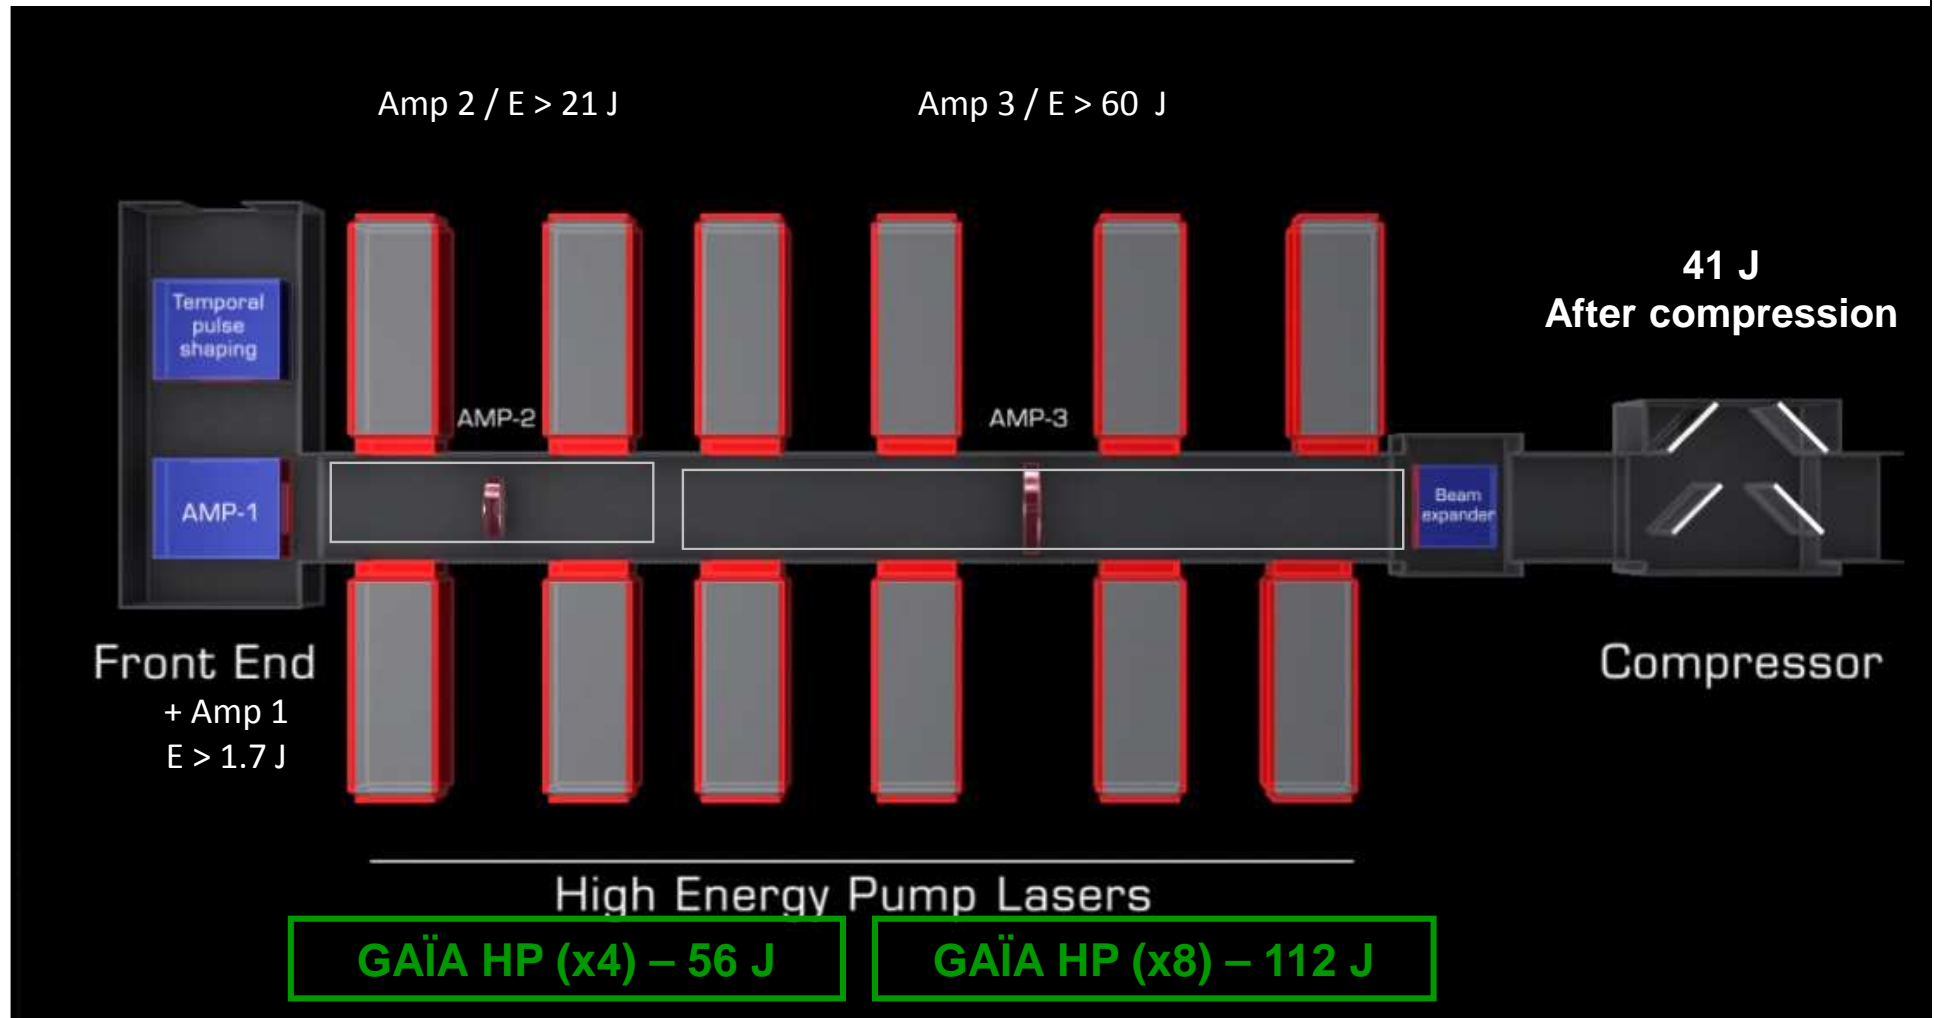 Amp 2 / E > 21 J
Amp 3 / E > 60 J
41 J
After compression
Temporal
pulse
shaping
AMP-2
AMP-3
AMP-1
Beam
expander
Front End
+ Amp 1
E > 1.7 J
Compressor
High Energy Pump Lasers
GAÏA HP (x4) – 56 J
GAÏA HP (x8) – 112 J